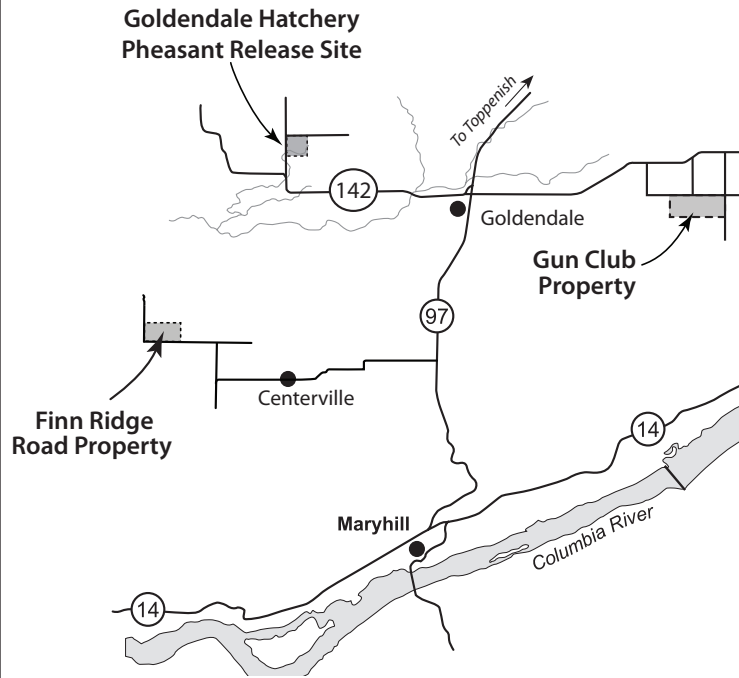 Goldendale Hatchery
Pheasant Release Site
To Toppenish
142
Goldendale
Gun Club
Property
97
Centerville
Finn Ridge
Road Property
14
Maryhill
Columbia River
14